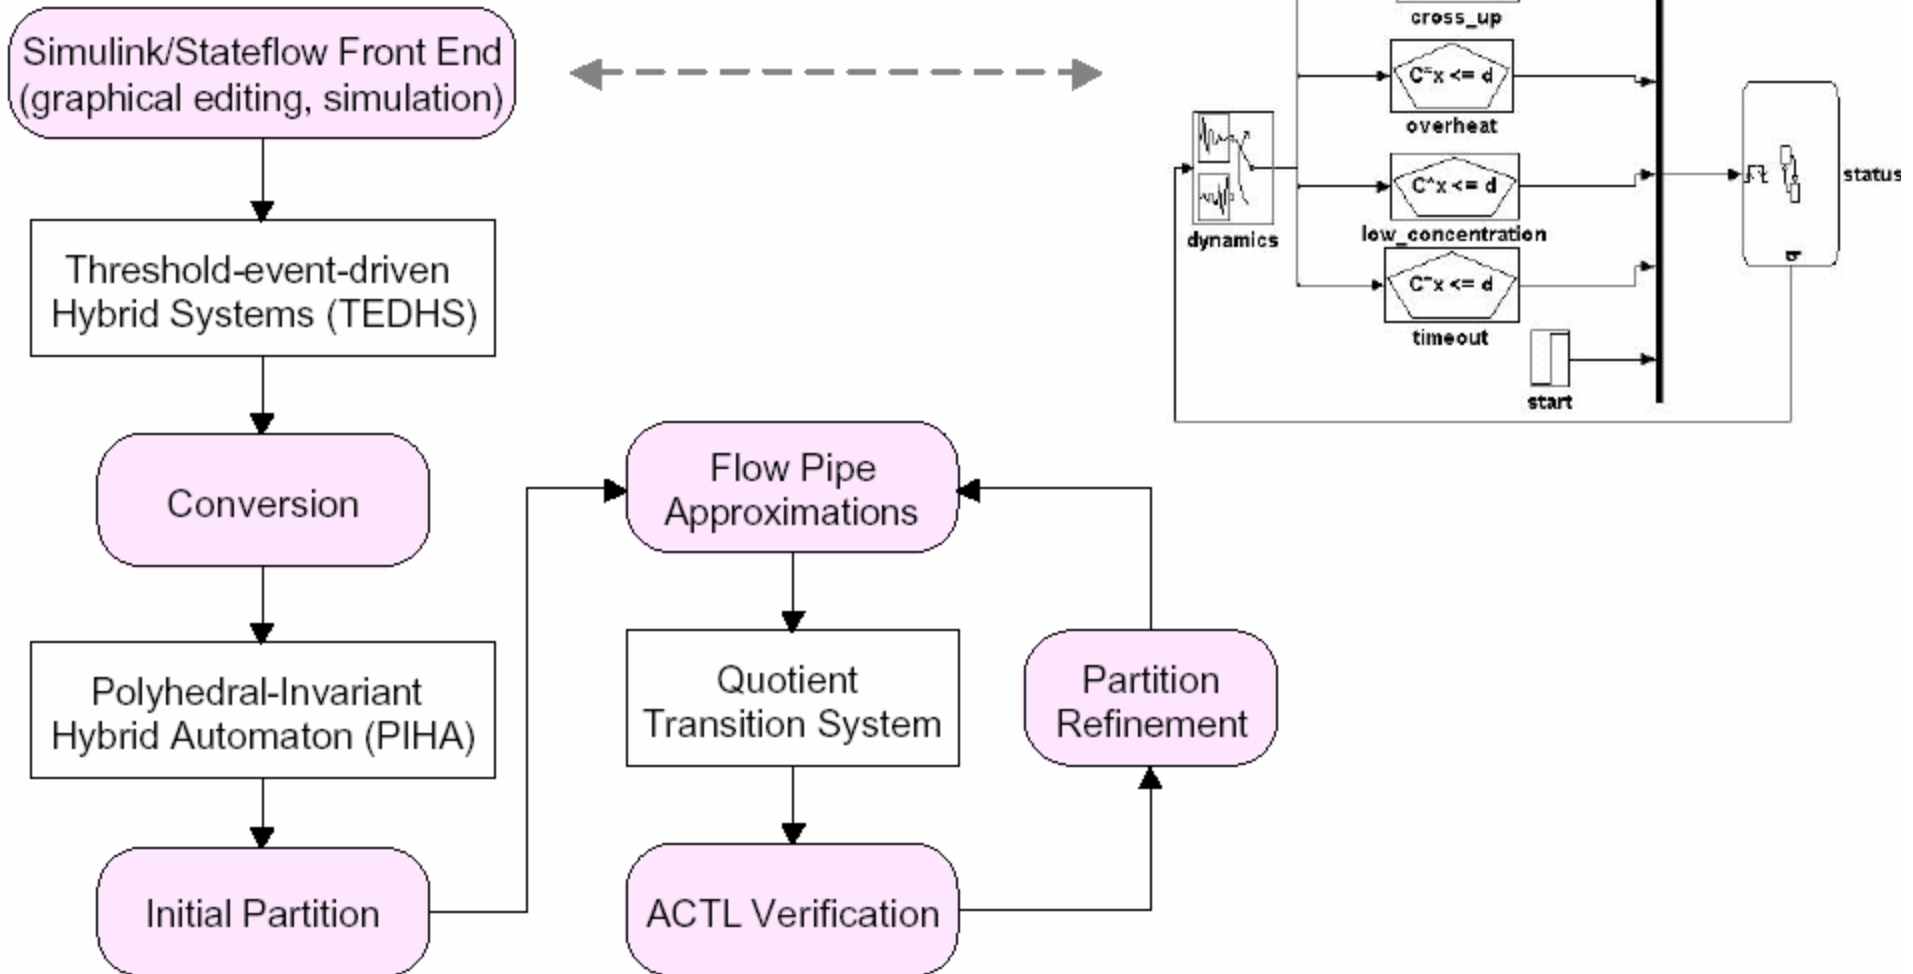 Simulink/Stateflow Front End
(graphical editing, simulation)
Threshold-event-driven
Hybrid Systems (TEDHS)
Conversion
Polyhedral-Invariant
Hybrid Automaton (PIHA)
Initial Partition
Flow Pipe
Approximations
Quotient
Transition System
ACTL Verification
Partition
Refinement
cross_up
C*x <= d
overheat
C*x <= d
low_concentration
C*x <= d
timeout
start
dynamics
status
q